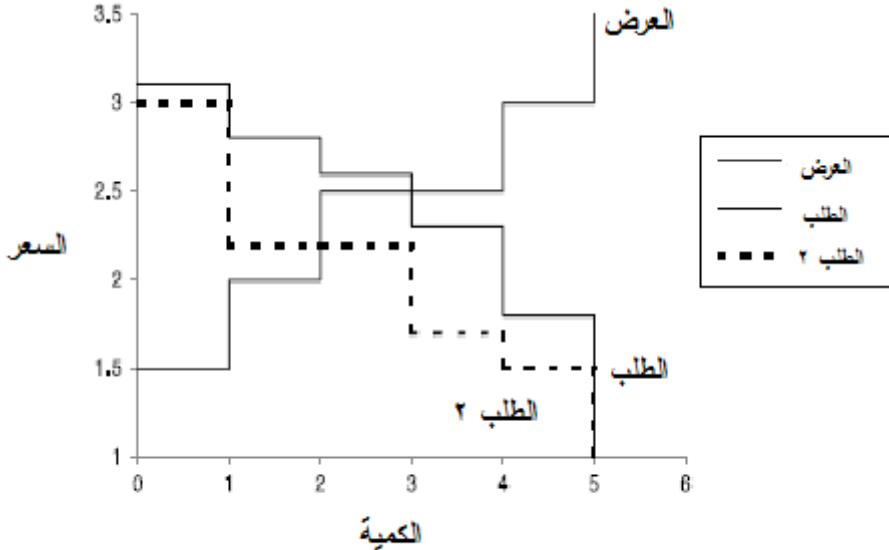 3.5
العرض
3
2.5
السعر
2
1.5
الطلب
الطلب ٢
1
0 1 2 3 4 5 6
الكمية
العرض
الطلب
الطلب ٢